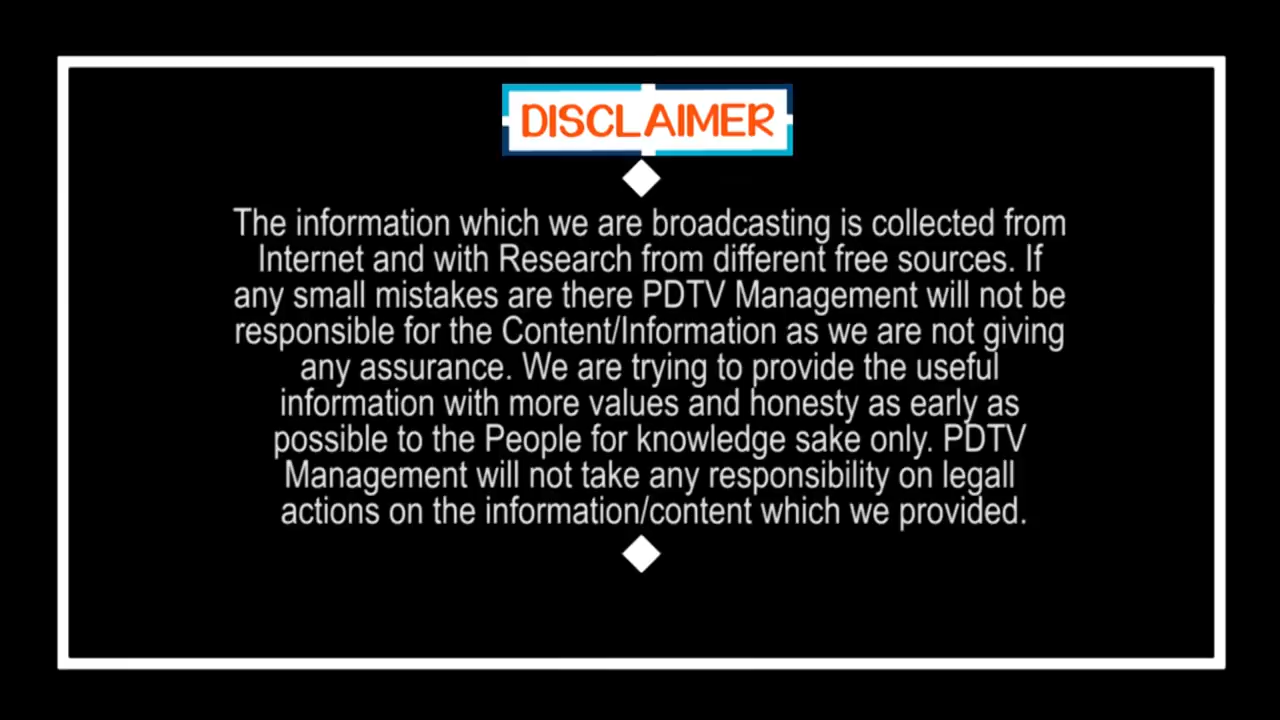 DISCLAIMER
The information which we are broadcasting is collected from
Internet and with Research from different free sources. If
any small mistakes are there PDTV Management will not be
responsible for the Content/Information as we are not giving
any assurance. We are trying to provide the useful
information with more values and honesty as early as
possible to the People for knowledge sake only. PDTV
Management will not take any responsibility on legall
actions on the information/content which we provided.